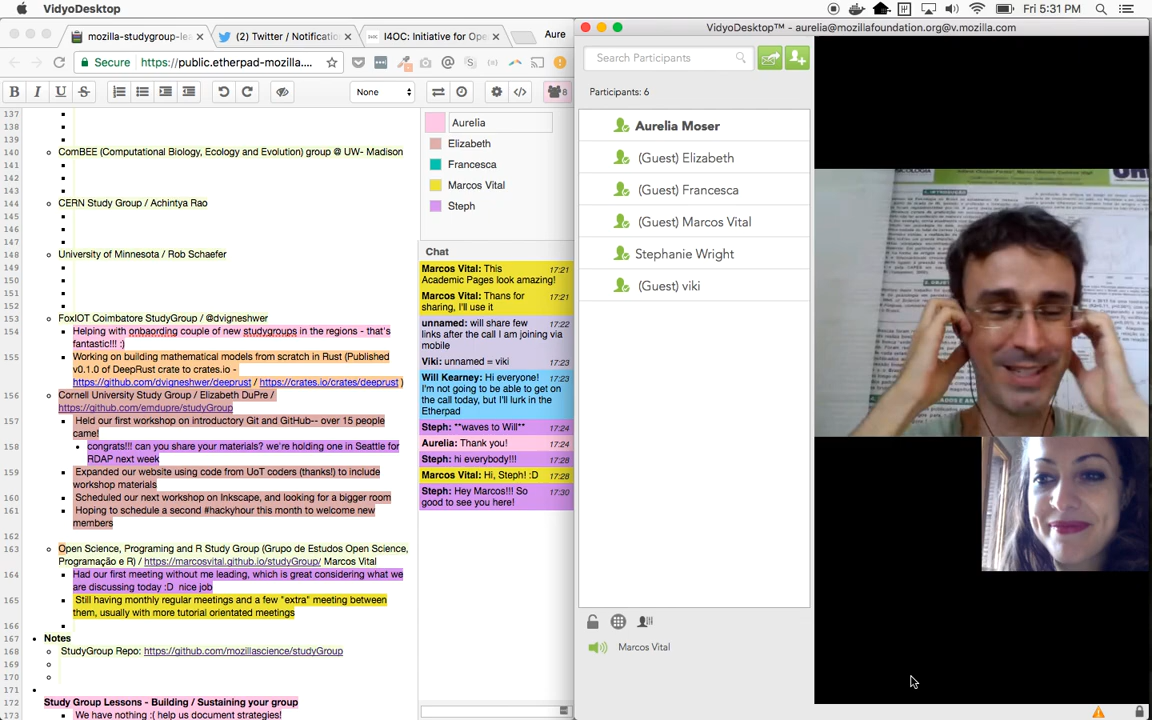 VidyoDesktop
Fri 5:31 PM
mozilla-studygroup-lea
(2) Twitter / Notification
I4OC: Initiative for Ope
Aure
Secure
https://public.etherpad-mozilla....
B I U S
None
8
137
138
139
140 ComBEE (Computational Biology, Ecology and Evolution) group @ UW- Madison
141
142
143
144 CERN Study Group / Achintya Rao
145
146
147
148 University of Minnesota / Rob Schaefer
149
150
151
152
153 FoxIOT Coimbatore StudyGroup / @dvigneshwer
154 Helping with onbaording couple of new studygroups in the regions - that's
fantastic!!! :)
155 Working on building mathematical models from scratch in Rust (Published
v0.1.0 of DeepRust crate to crates.io -
https://github.com/dvigneshwer/deeprust / https://crates.io/crates/deeprust )
156 Cornell University Study Group / Elizabeth DuPre /
https://github.com/emdupre/studyGroup
157 Held our first workshop on introductory Git and GitHub-- over 15 people
came!
158 congrats!!! can you share your materials? we're holding one in Seattle for
RDAP next week
159 Expanded our website using code from UoT coders (thanks!) to include
workshop materials
160 Scheduled our next workshop on Inkscape, and looking for a bigger room
161 Hoping to schedule a second #hackyhour this month to welcome new
members
162
163 Open Science, Programing and R Study Group (Grupo de Estudos Open Science,
Programação e R) / https://marcosvital.github.io/studyGroup/ Marcos Vital
164 Had our first meeting without me leading, which is great considering what we
are discussing today :D nice job
165 Still having monthly regular meetings and a few "extra" meeting between
them, usually with more tutorial orientated meetings
166
167 Notes
168 StudyGroup Repo: https://github.com/mozillascience/studyGroup
169
170
171
172 Study Group Lessons - Building / Sustaining your group
173 We have nothing :( help us document strategies!
Aurelia
Elizabeth
Francesca
Marcos Vital
Steph
Chat
Marcos Vital: This 17:21
Academic Pages look amazing!
Marcos Vital: Thans for 17:21
sharing, I'll use it
unnamed: will share few 17:22
links after the call I am joining via
mobile
Viki: unnamed = viki 17:23
Will Kearney: Hi everyone! 17:23
I'm not going to be able to get on
the call today, but I'll lurk in the
Etherpad
Steph: **waves to Will** 17:24
Aurelia: Thank you! 17:24
Steph: hi everybody!!! 17:28
Marcos Vital: Hi, Steph! :D 17:28
Steph: Hey Marcos!!! So 17:30
good to see you here!
VidyoDesktop™ - aurelia@mozillafoundation.org@v.mozilla.com
Search Participants
Participants: 6
Aurelia Moser
(Guest) Elizabeth
(Guest) Francesca
(Guest) Marcos Vital
Stephanie Wright
(Guest) viki
Marcos Vital